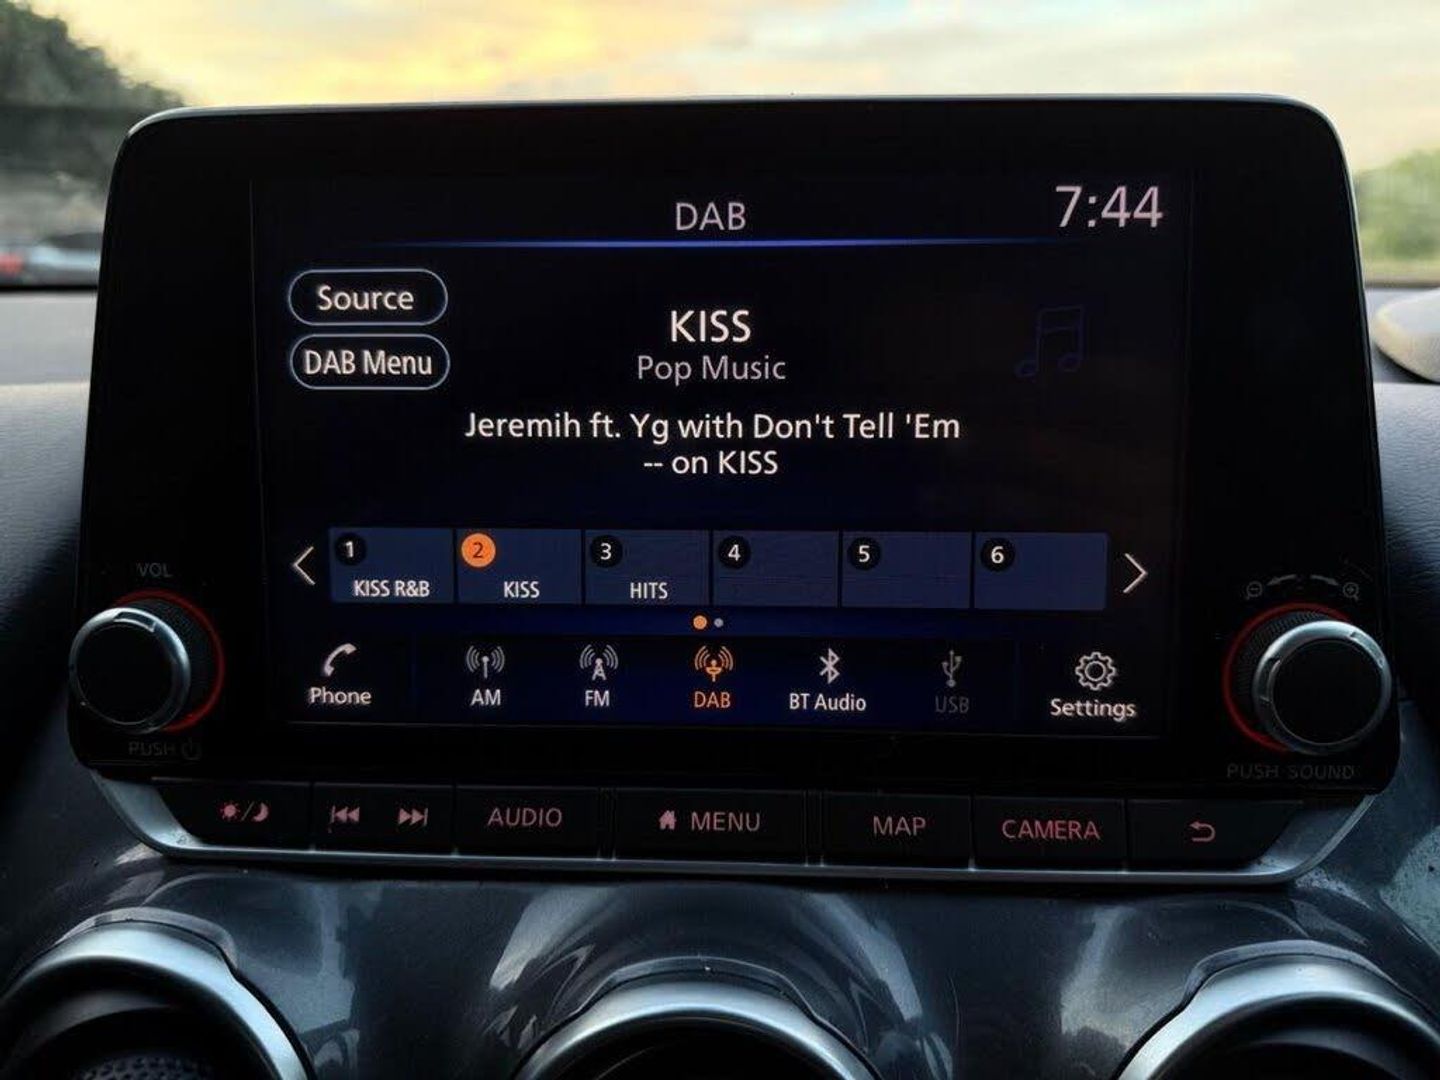 DAB
7:44
Source
KISS
Pop Music
DAB Menu
Jeremih ft. Yg with Don't Tell 'Em
-- on KISS
1
2
3
4
5
6
KISS R&B
KISS
HITS
Phone
AM
FM
DAB
BT Audio
USB
Settings
VOL
PUSH
PUSH SOUND
AUDIO
MENU
MAP
CAMERA